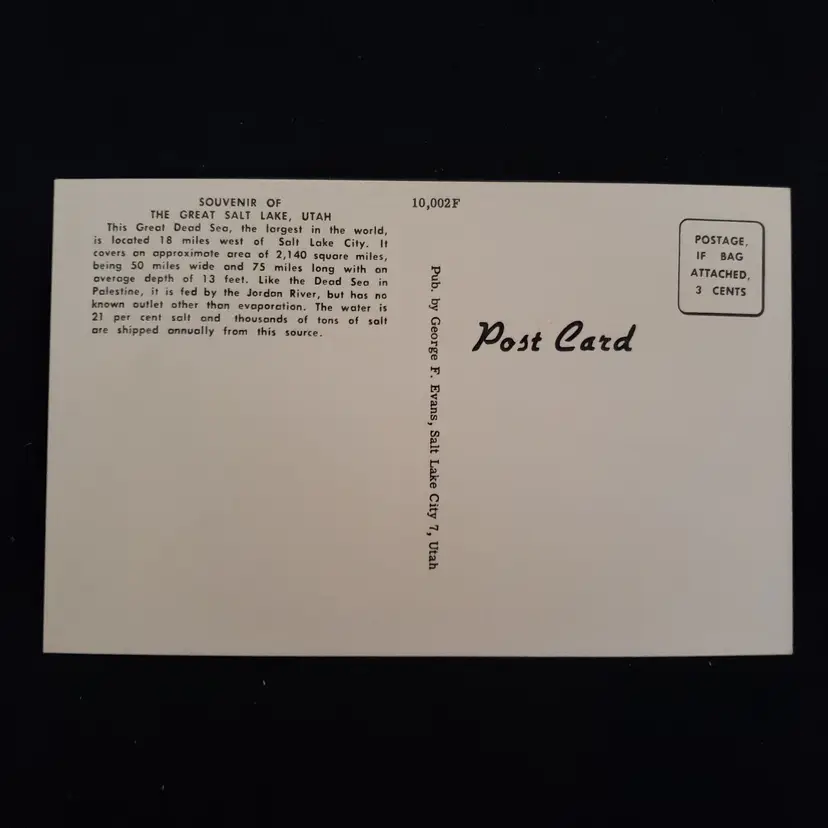 SOUVENIR OF
THE GREAT SALT LAKE, UTAH
This Great Dead Sea, the largest in the world,
is located 18 miles west of Salt Lake City. It
covers an approximate area of 2,140 square miles,
being 50 miles wide and 75 miles long with an
average depth of 13 feet. Like the Dead Sea in
Palestine, it is fed by the Jordan River, but has no
known outlet other than evaporation. The water is
21 per cent salt and thousands of tons of salt
are shipped annually from this source.
10,002F
Pub. by George F. Evans, Salt Lake City 7, Utah
Post Card
POSTAGE,
IF BAG
ATTACHED,
3 CENTS